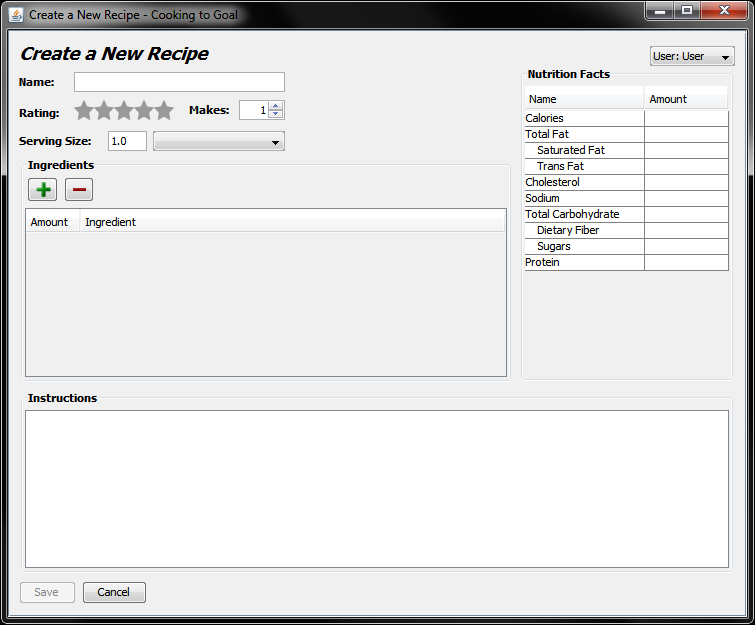 Create a New Recipe - Cooking to Goal
Create a New Recipe
User: User
Name:
Rating:
Makes: 1
Serving Size: 1.0
Ingredients
Amount Ingredient
Nutrition Facts
Name Amount
Calories
Total Fat
Saturated Fat
Trans Fat
Cholesterol
Sodium
Total Carbohydrate
Dietary Fiber
Sugars
Protein
Instructions
Save Cancel